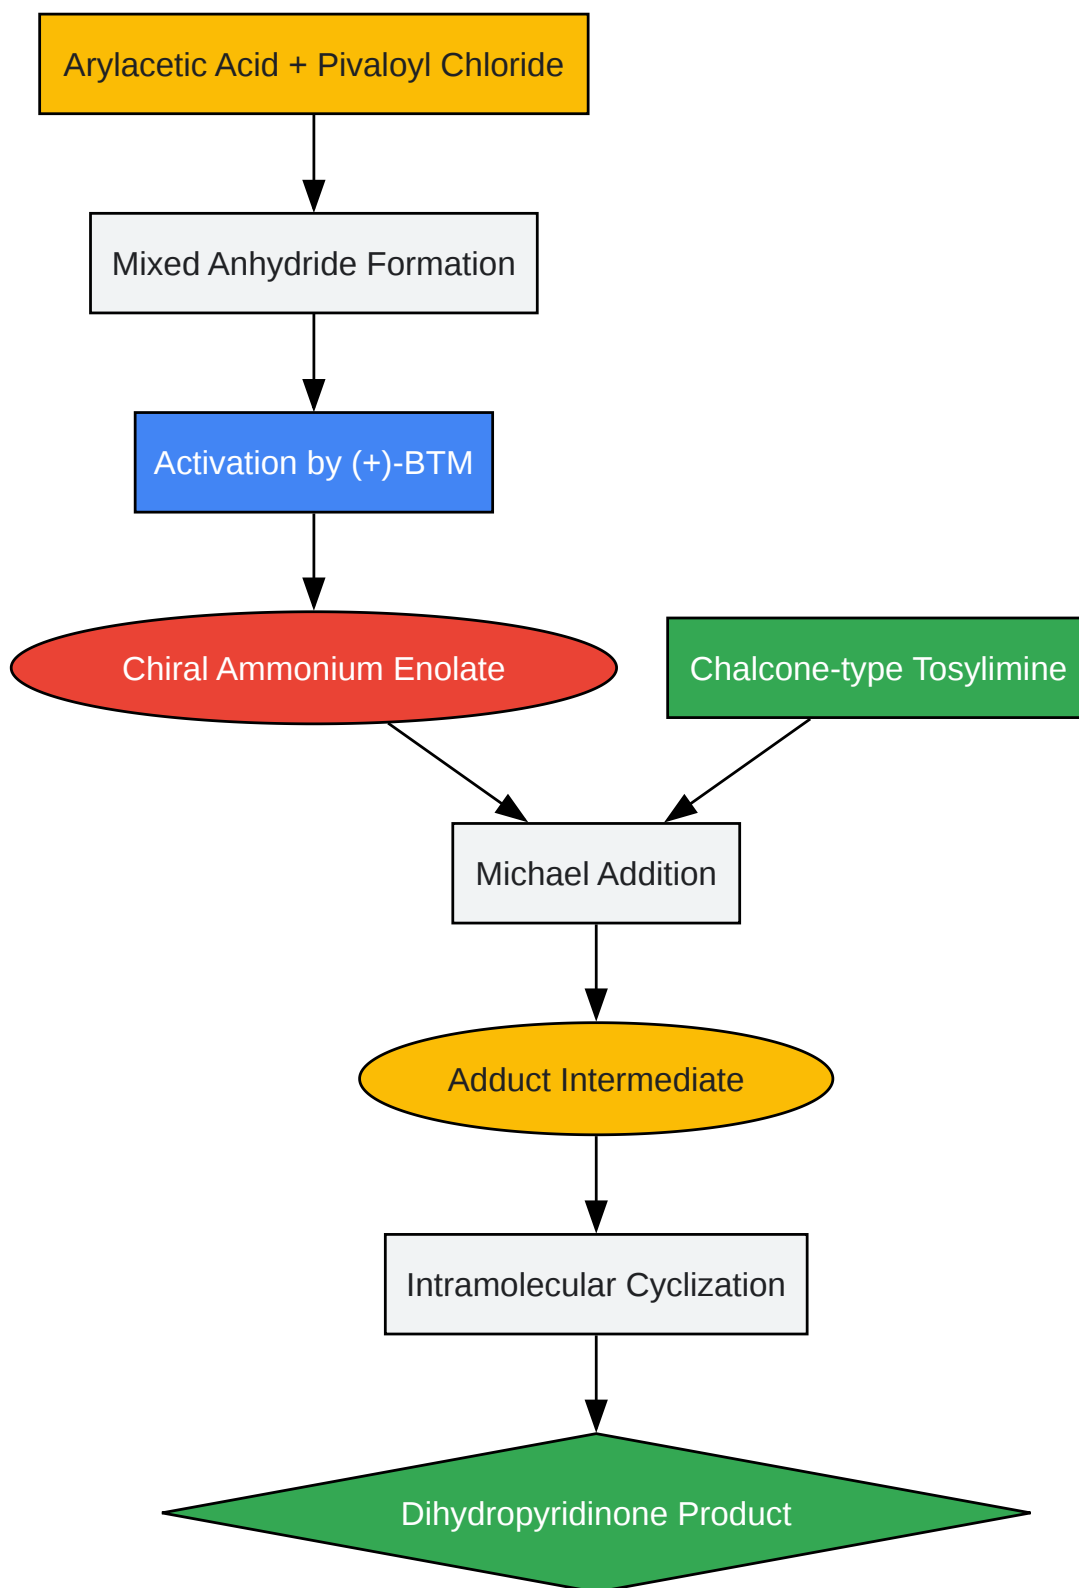 Arylacetic Acid + Pivaloyl Chloride
Mixed Anhydride Formation
Activation by (+)-BTM
Chiral Ammonium Enolate
Chalcone-type Tosylimine
Michael Addition
Adduct Intermediate
Intramolecular Cyclization
Dihydropyridinone Product